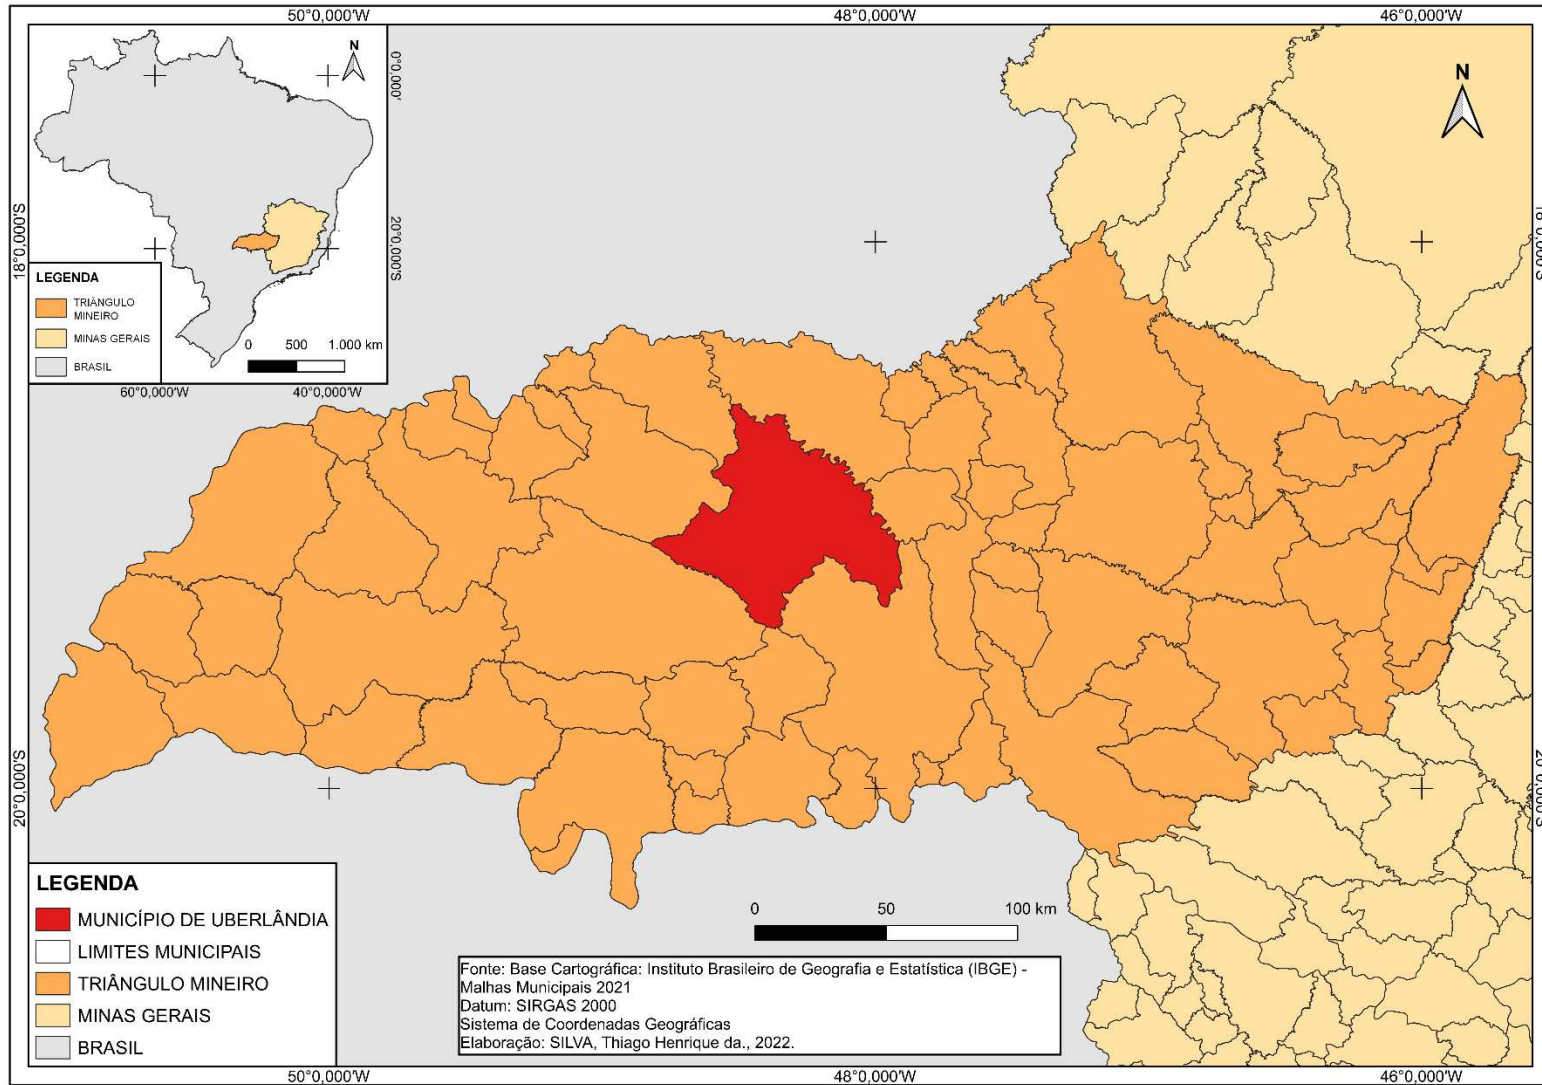 50°0,000'W
48°0,000'W
46°0,000'W
N
0°0,000'
20°0,000'S
LEGENDA
TRIÂNGULO
MINEIRO
MINAS GERAIS
BRASIL
0 500 1.000 km
60°0,000'W
40°0,000'W
N
18°0,000'S
18°0,000'S
20°0,000'S
20°0,000'S
LEGENDA
MUNICÍPIO DE UBERLÂNDIA
LIMITES MUNICIPAIS
TRIÂNGULO MINEIRO
MINAS GERAIS
BRASIL
0 50 100 km
Fonte: Base Cartográfica: Instituto Brasileiro de Geografia e Estatística (IBGE) -
Malhas Municipais 2021
Datum: SIRGAS 2000
Sistema de Coordenadas Geográficas
Elaboração: SILVA, Thiago Henrique da., 2022.
50°0,000'W
48°0,000'W
46°0,000'W